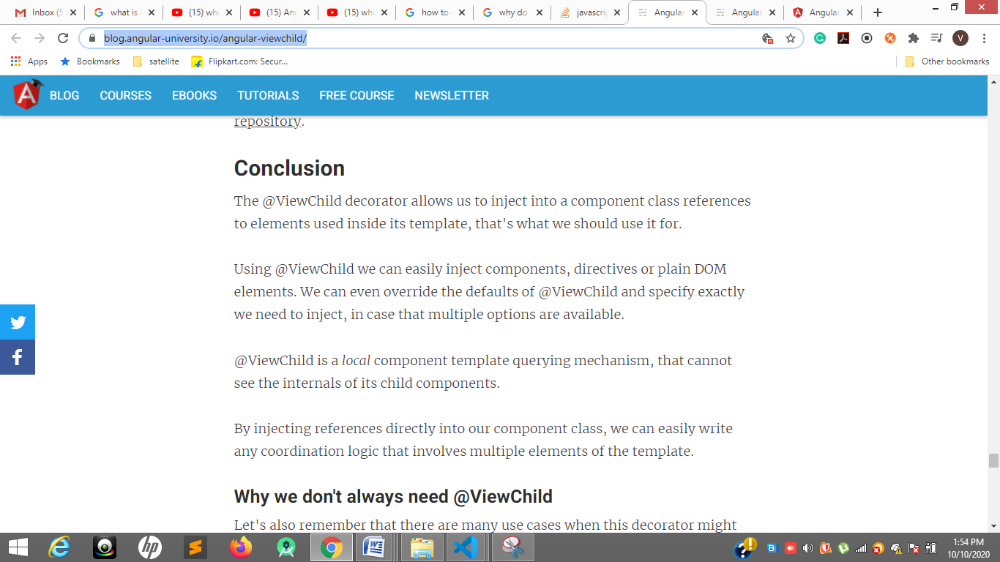 Inbox (5
what is
(15) wha
(15) Ang
(15) whe
how to
why do
javascrip
Angular
Angular
Angular
blog.angular-university.io/angular-viewchild/
V
Apps
Bookmarks
satellite
Flipkart.com: Secur...
Other bookmarks
BLOG
COURSES
EBOOKS
TUTORIALS
FREE COURSE
NEWSLETTER
repository.
Conclusion
The @ViewChild decorator allows us to inject into a component class references
to elements used inside its template, that's what we should use it for.
Using @ViewChild we can easily inject components, directives or plain DOM
elements. We can even override the defaults of @ViewChild and specify exactly
we need to inject, in case that multiple options are available.
@ViewChild is a local component template querying mechanism, that cannot
see the internals of its child components.
By injecting references directly into our component class, we can easily write
any coordination logic that involves multiple elements of the template.
Why we don't always need @ViewChild
Let's also remember that there are many use cases when this decorator might
1:54 PM
10/10/2020